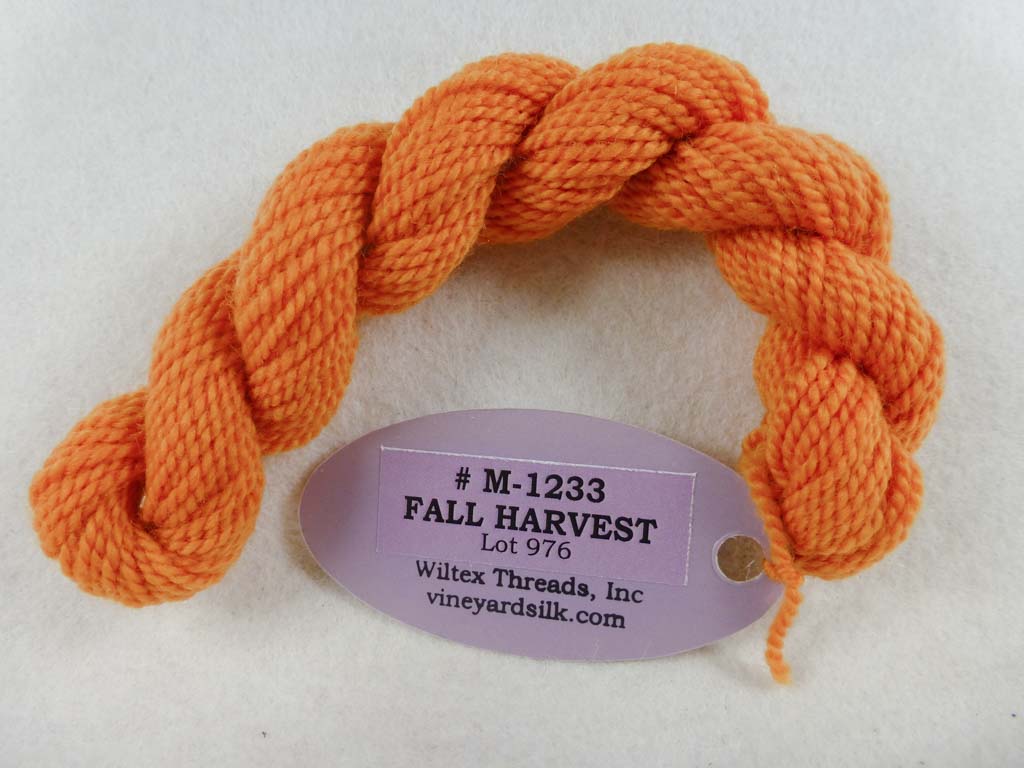 # M-1233
FALL HARVEST
Lot 976
Wiltex Threads, Inc
vineyardsilk.com